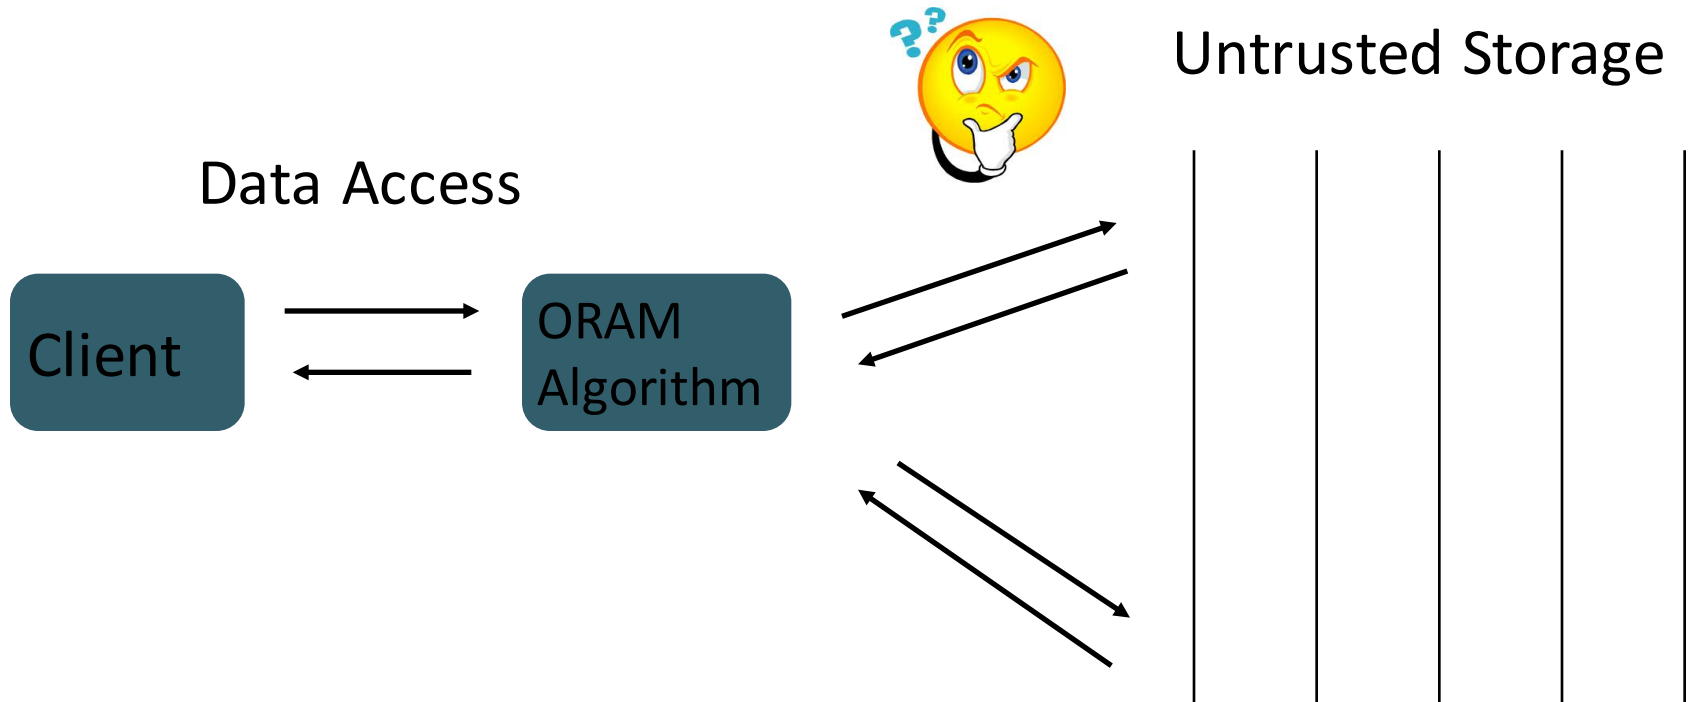 ? ?
Untrusted Storage
Data Access
Client
ORAM
Algorithm